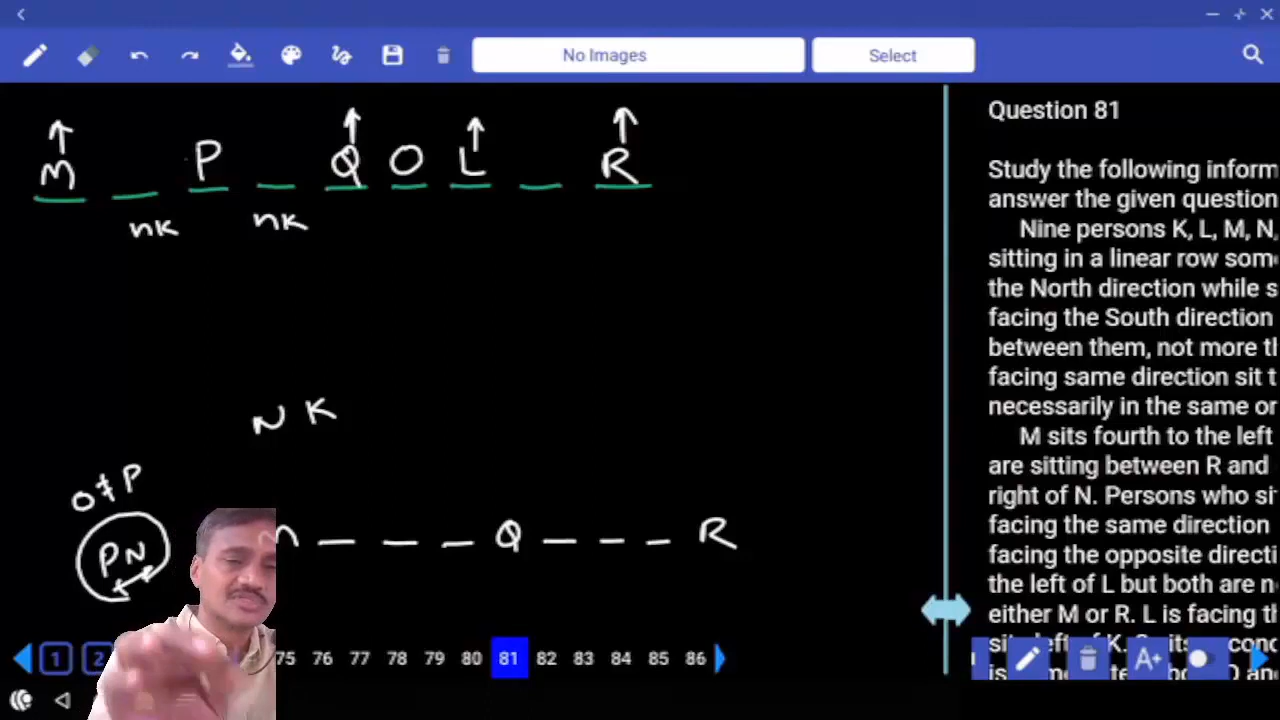 No Images
Select
M P Q O L R
nK nK
N K
O ≠ P
PN
Q R
1 2 75 76 77 78 79 80 81 82 83 84 85 86
Question 81
Study the following inform
answer the given question
Nine persons K, L, M, N,
sitting in a linear row som
the North direction while s
facing the South direction
between them, not more th
facing same direction sit t
necessarily in the same or
M sits fourth to the left
are sitting between R and
right of N. Persons who si
facing the same direction
facing the opposite directi
the left of L but both are n
either M or R. L is facing th
A+